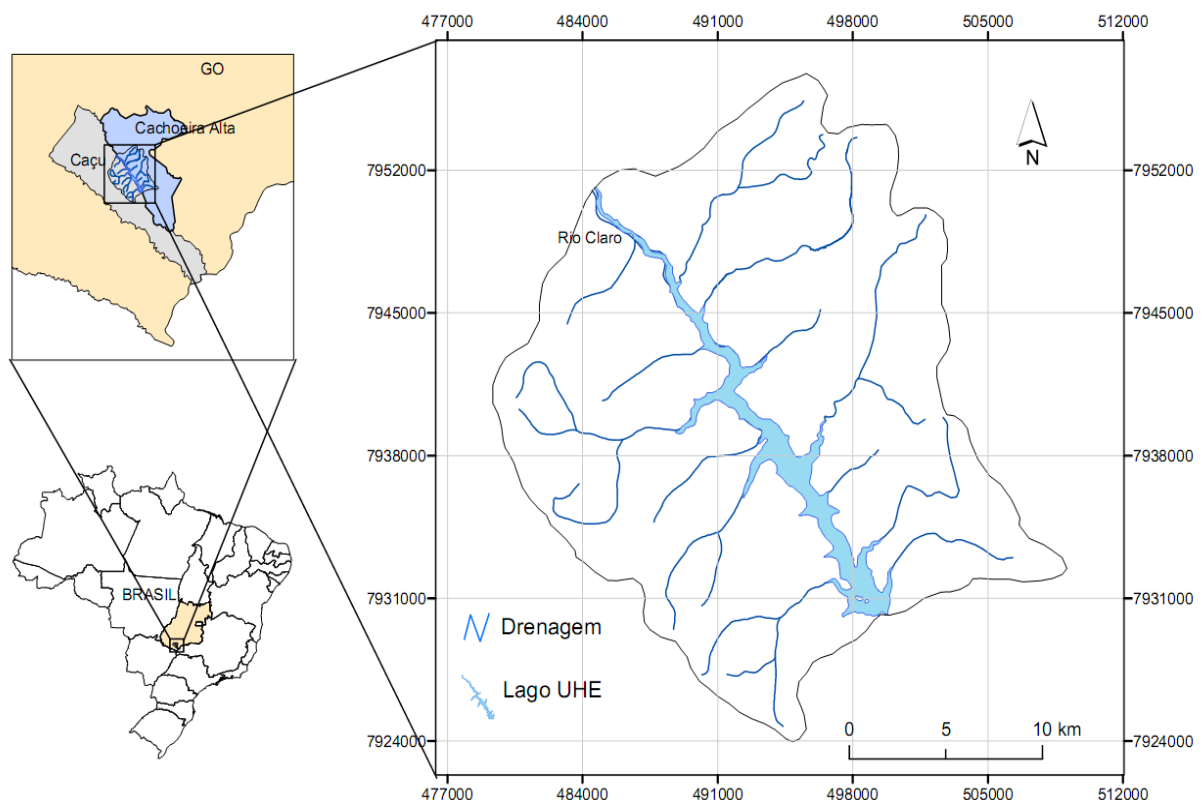 477000 484000 491000 498000 505000 512000
GO
Cachoeira Alta
Caçu
BRASIL
7952000 7952000
Rio Claro
7945000 7945000
7938000 7938000
7931000 7931000
7924000 7924000
N
Drenagem
Lago UHE
0 5 10 km
477000 484000 491000 498000 505000 512000